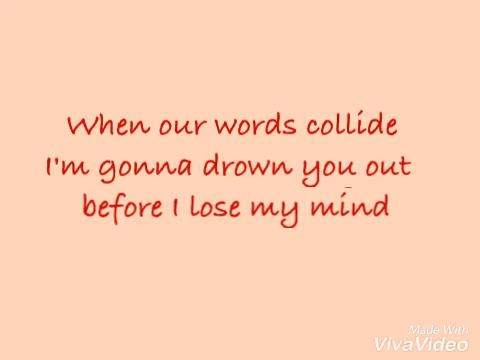 When our words collide
I'm gonna drown you out
before I lose my mind
Made With
VivaVideo